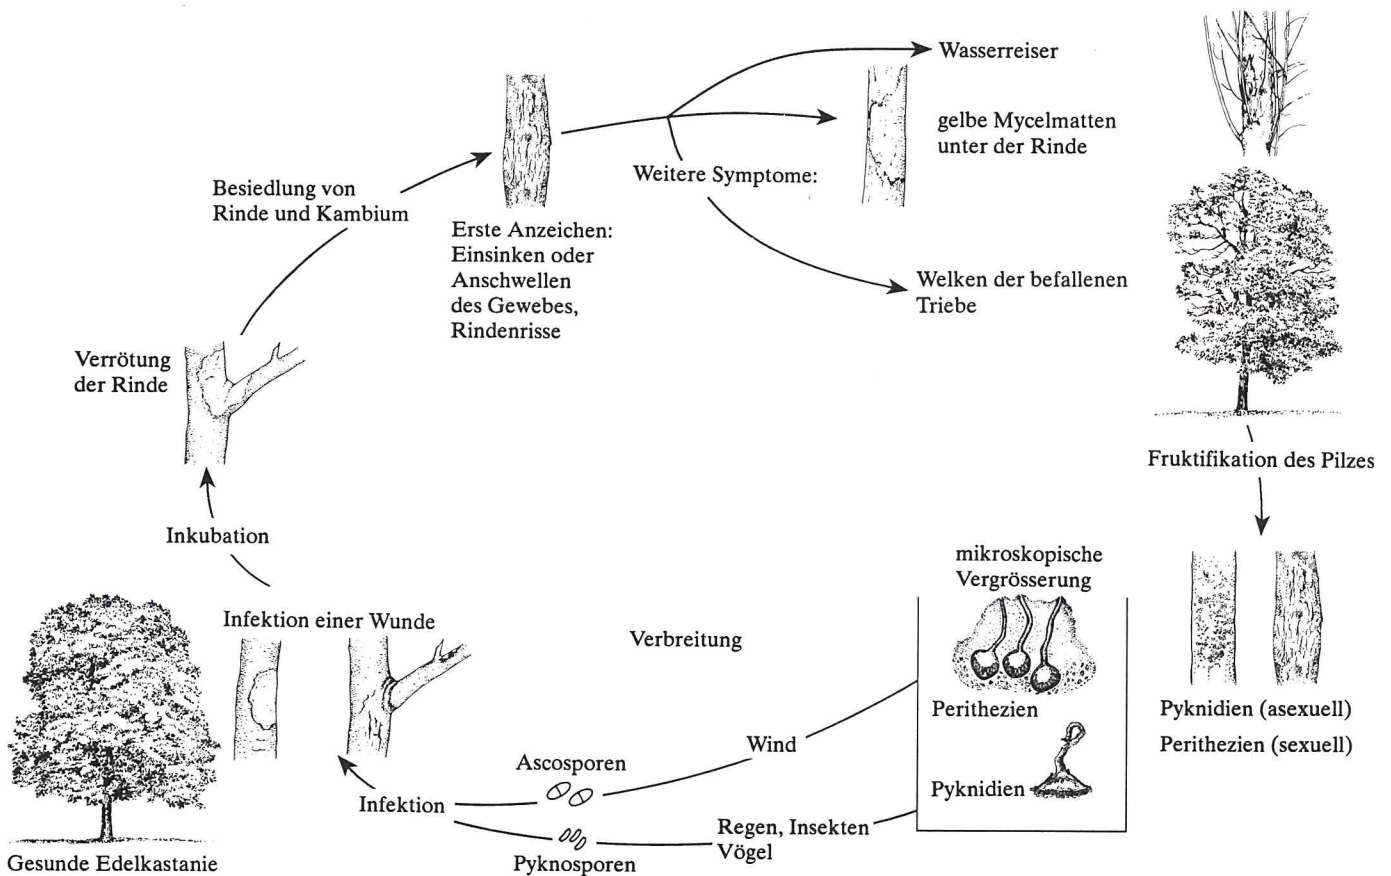 Wasserreiser
gelbe Mycelmatten
unter der Rinde
Weitere Symptome:
Welken der befallenen
Triebe
Besiedlung von
Rinde und Kambium
Erste Anzeichen:
Einsinken oder
Anschwellen
des Gewebes,
Rindenrisse
Verrötung
der Rinde
Inkubation
Infektion einer Wunde
Gesunde Edelkastanie
Fruktifikation des Pilzes
Pyknidien (asexuell)
Perithezien (sexuell)
mikroskopische
Vergrösserung
Perithezien
Pyknidien
Verbreitung
Wind
Ascosporen
Infektion
Regen, Insekten
Vögel
Pyknosporen